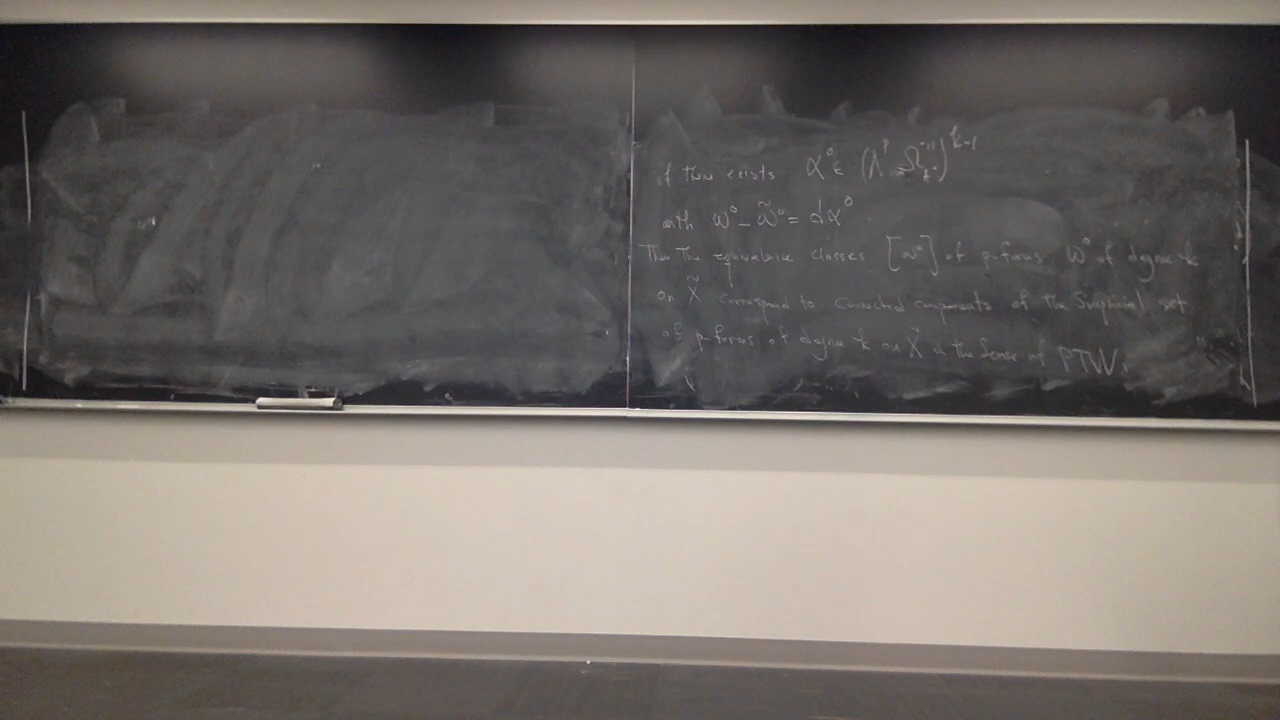 if there exists α⁰ ∈ (Λᵖ Ω¹)ᵏ⁻¹
with ω⁰ - ω̃⁰ = dα⁰
Then the equivalence classes [ω⁰] of p-forms ω⁰ of degree k
on X̃ correspond to connected components of the Simplicial set
of p-forms of degree k on X̃ in the sense of PTVV.